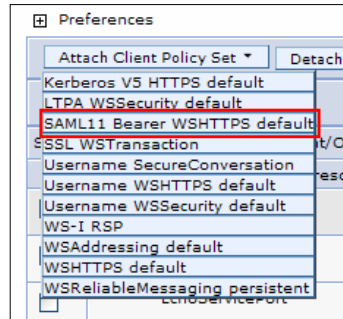 Preferences
Attach Client Policy Set Detach
Kerberos V5 HTTPS default
LTPA WSSecurity default
SAML11 Bearer WSHTTPS default
SSL WSTransaction
Username SecureConversation
Username WSHTTPS default
Username WSSecurity default
WS-I RSP
WSAddressing default
WSHTTPS default
WSReliableMessaging persistent
EchoServicePort